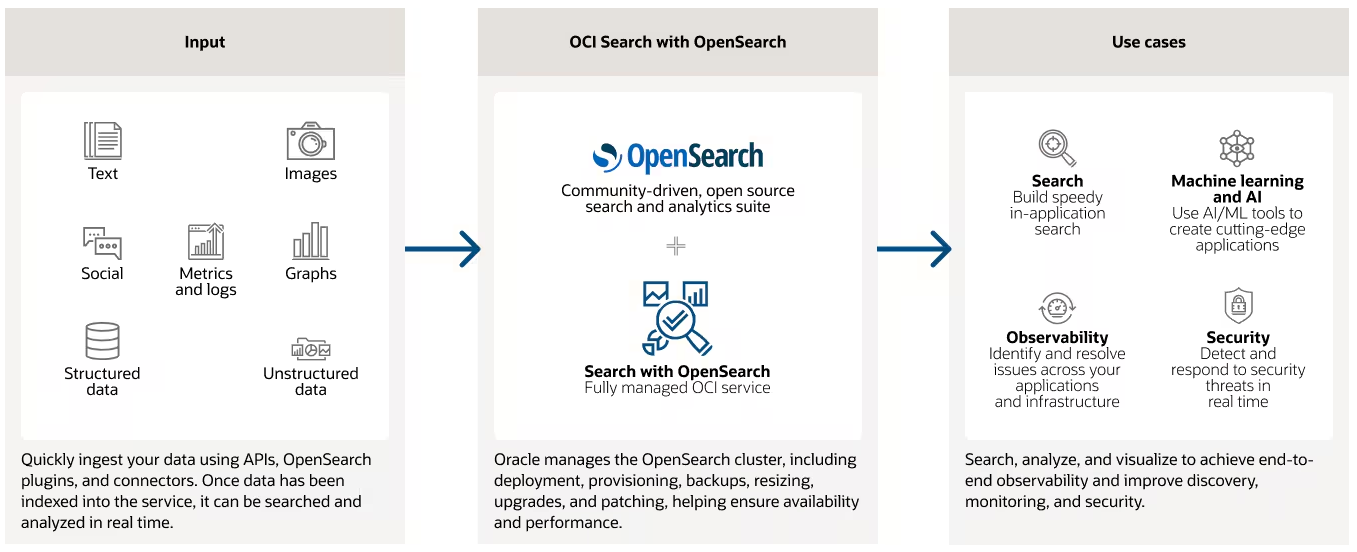 Input
Text
Images
Social
Metrics
and logs
Graphs
Structured
data
Unstructured
data
Quickly ingest your data using APIs, OpenSearch
plugins, and connectors. Once data has been
indexed into the service, it can be searched and
analyzed in real time.
OCI Search with OpenSearch
OpenSearch
Community-driven, open source
search and analytics suite
Search with OpenSearch
Fully managed OCI service
Oracle manages the OpenSearch cluster, including
deployment, provisioning, backups, resizing,
upgrades, and patching, helping ensure availability
and performance.
Use cases
Search
Build speedy
in-application
search
Machine learning
and AI
Use AI/ML tools to
create cutting-edge
applications
Observability
Identify and resolve
issues across your
applications
and infrastructure
Security
Detect and
respond to security
threats in
real time
Search, analyze, and visualize to achieve end-to-
end observability and improve discovery,
monitoring, and security.